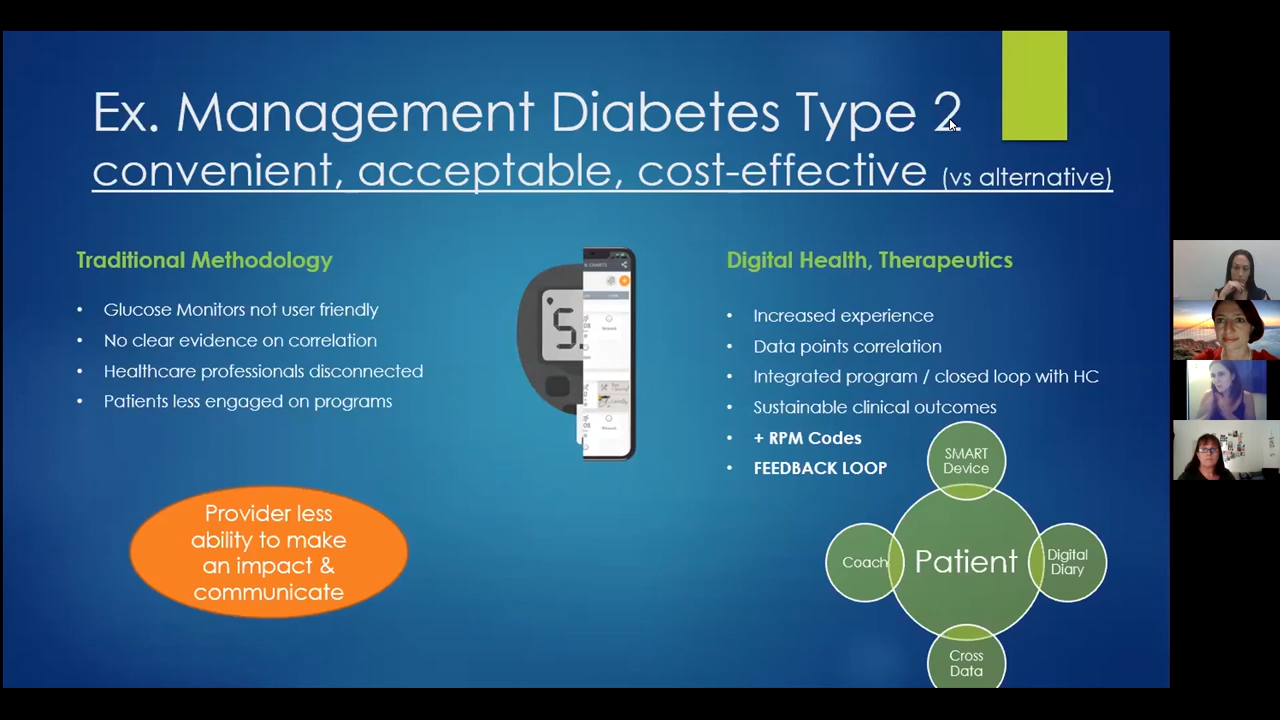 Ex. Management Diabetes Type 2
convenient, acceptable, cost-effective (vs alternative)
Traditional Methodology
• Glucose Monitors not user friendly
• No clear evidence on correlation
• Healthcare professionals disconnected
• Patients less engaged on programs
Provider less
ability to make
an impact &
communicate
5.
CHARTS
Digital Health, Therapeutics
• Increased experience
• Data points correlation
• Integrated program / closed loop with HC
• Sustainable clinical outcomes
• + RPM Codes
• FEEDBACK LOOP
SMART
Device
Coach
Patient
Digital
Diary
Cross
Data